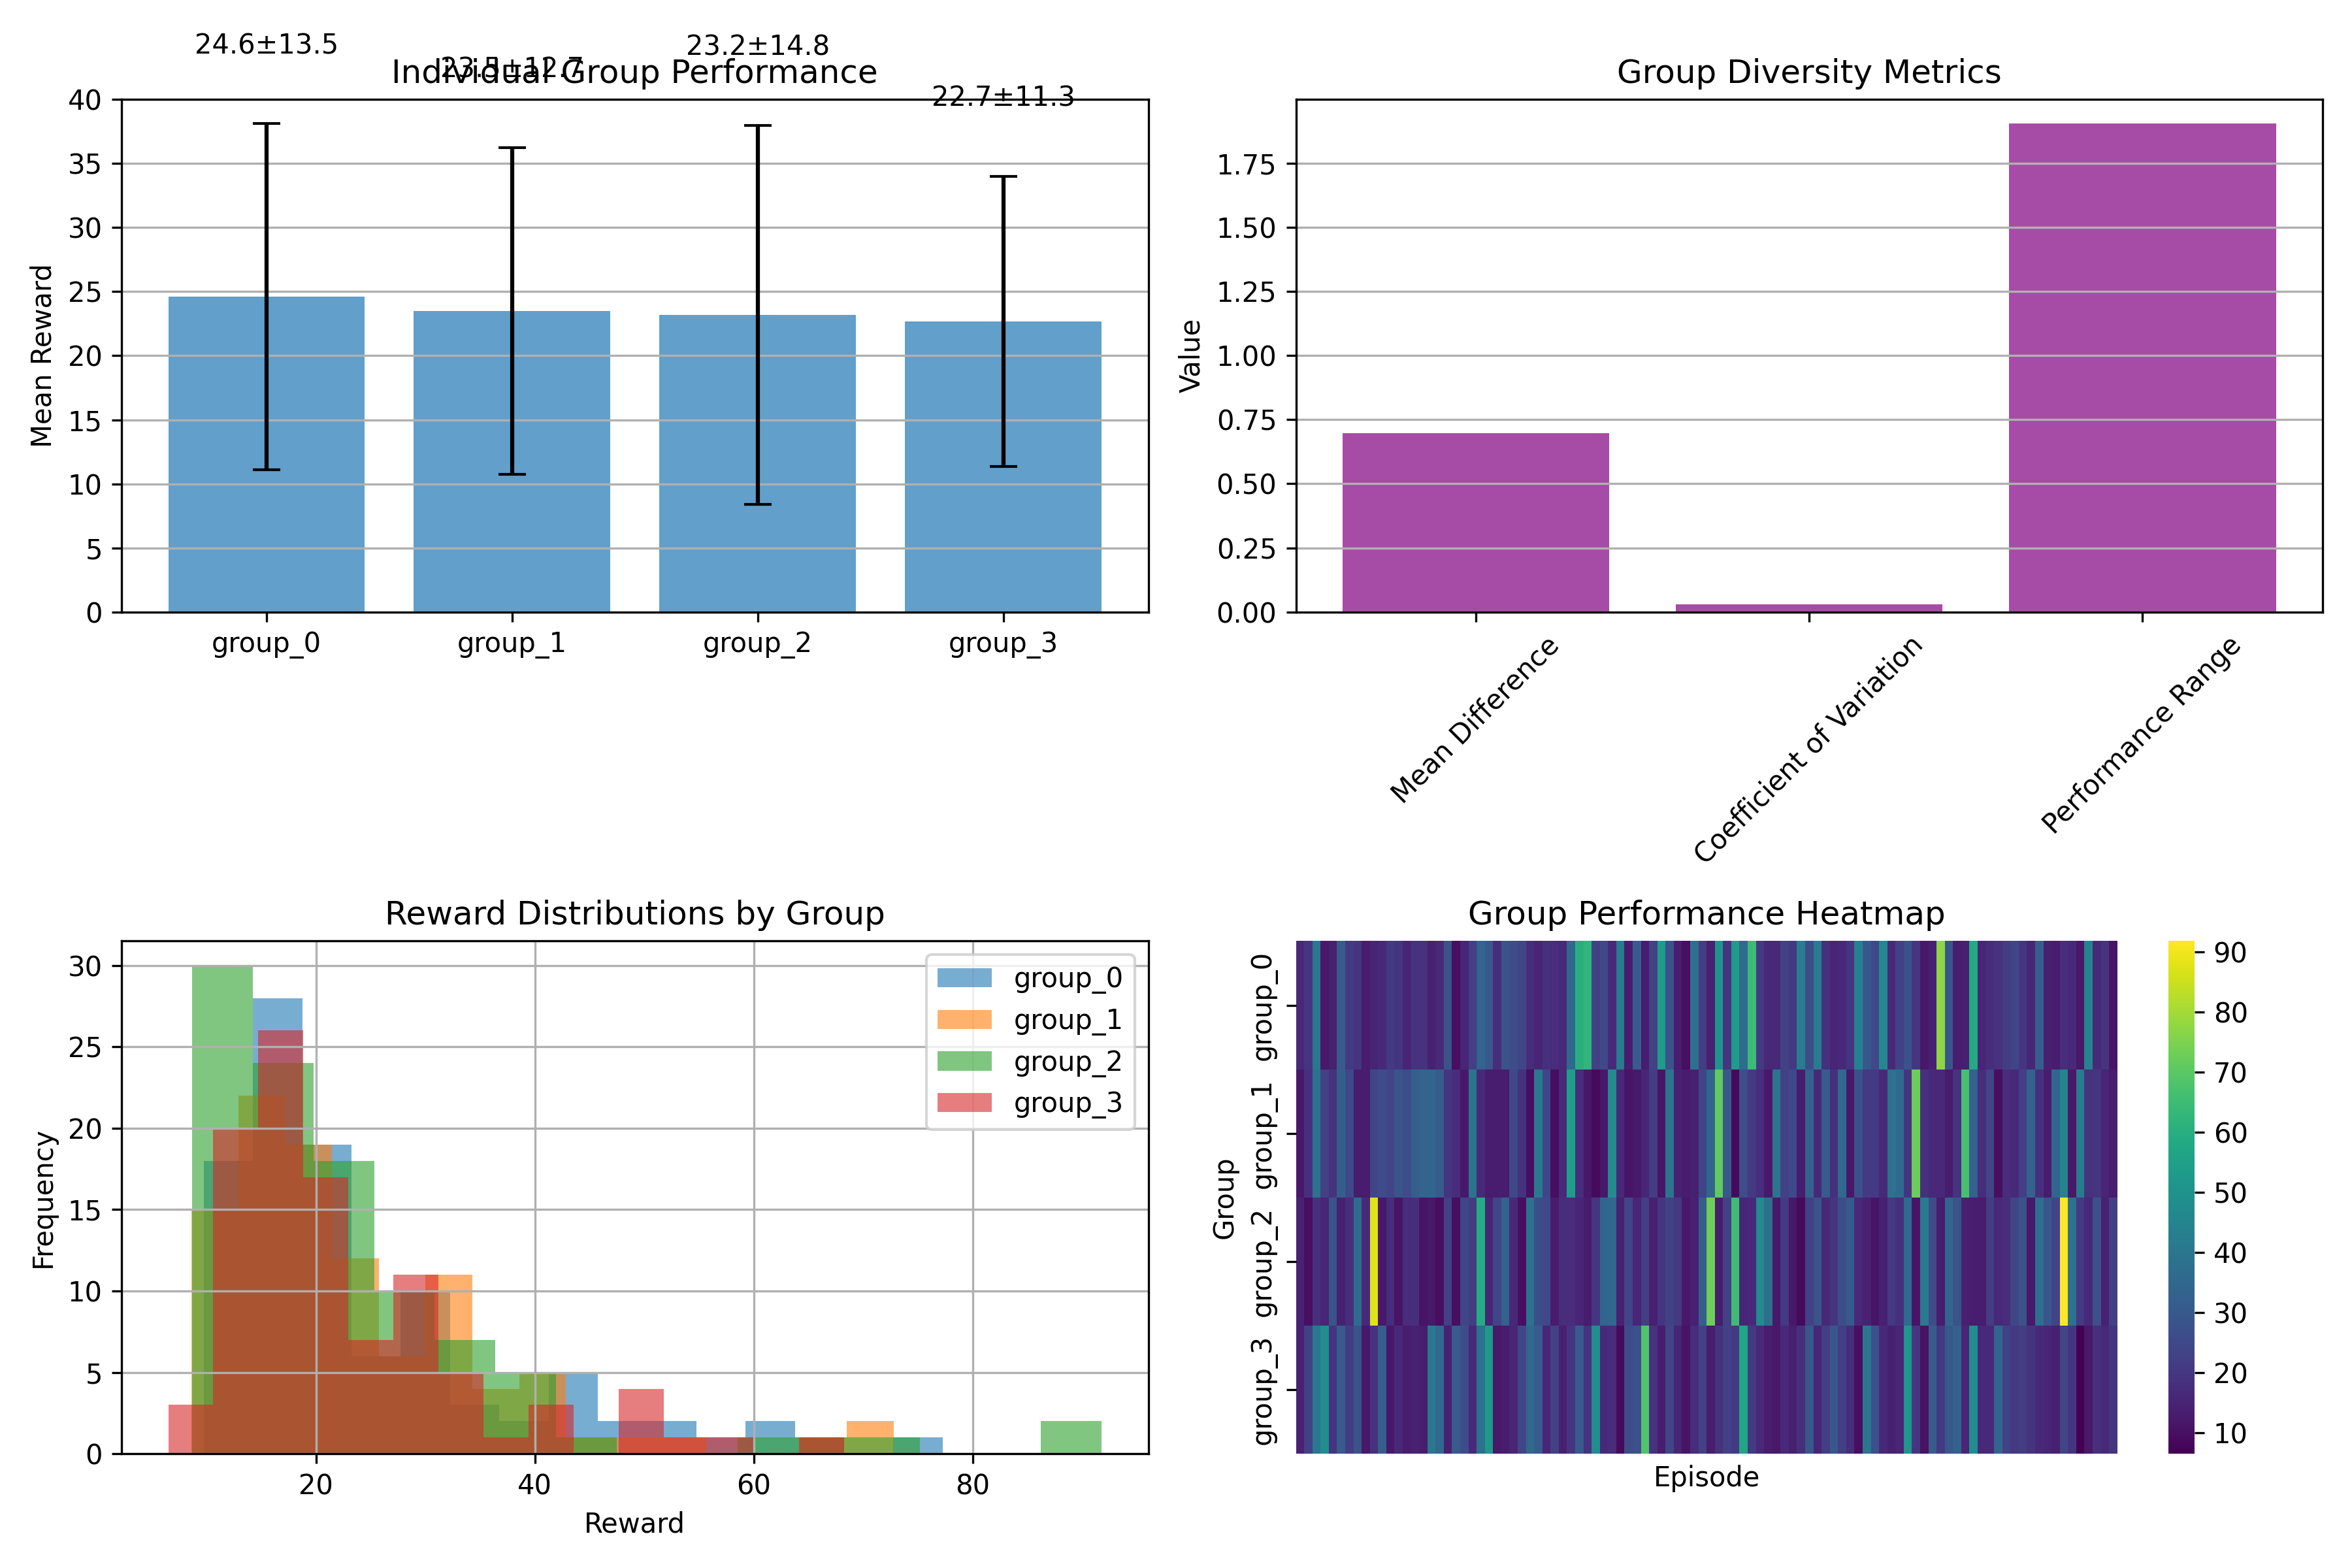 24.6±13.5
23.5±12.7
23.2±14.8
22.7±11.3
Individual Group Performance
Mean Reward
40
35
30
25
20
15
10
5
0
group_0
group_1
group_2
group_3
Group Diversity Metrics
Value
1.75
1.50
1.25
1.00
0.75
0.50
0.25
0.00
Mean Difference
Coefficient of Variation
Performance Range
Reward Distributions by Group
Frequency
30
25
20
15
10
5
0
20
40
60
80
Reward
group_0
group_1
group_2
group_3
Group Performance Heatmap
Group
group_0
group_1
group_2
group_3
Episode
90
80
70
60
50
40
30
20
10